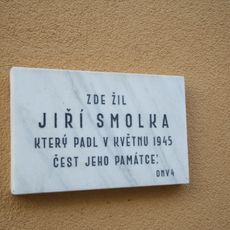 ZDE ŽIL
JIŘÍ SMOLKA
KTERÝ PADL V KVĚTNU 1945
ČEST JEHO PAMÁTCE!
ONV4